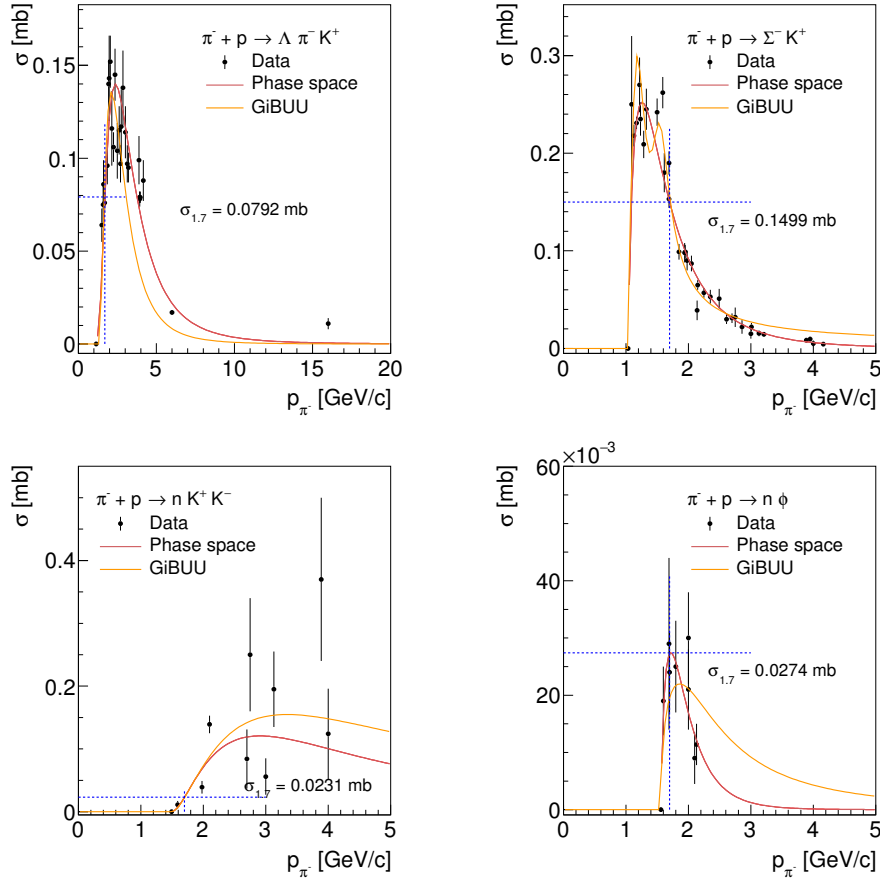 σ [mb]
π⁻ + p → Λ π⁻ K⁺
Data
Phase space
GiBUU
σ₁.₇ = 0.0792 mb
0.15
0.1
0.05
0
0 5 10 15 20
p_π⁻ [GeV/c]
σ [mb]
π⁻ + p → Σ⁻ K⁺
Data
Phase space
GiBUU
σ₁.₇ = 0.1499 mb
0.3
0.2
0.1
0
0 1 2 3 4 5
p_π⁻ [GeV/c]
σ [mb]
π⁻ + p → n K⁺ K⁻
Data
Phase space
GiBUU
σ₁.₇ = 0.0231 mb
0.4
0.2
0
0 1 2 3 4 5
p_π⁻ [GeV/c]
×10⁻³
σ [mb]
π⁻ + p → n ϕ
Data
Phase space
GiBUU
σ₁.₇ = 0.0274 mb
60
40
20
0
0 1 2 3 4 5
p_π⁻ [GeV/c]